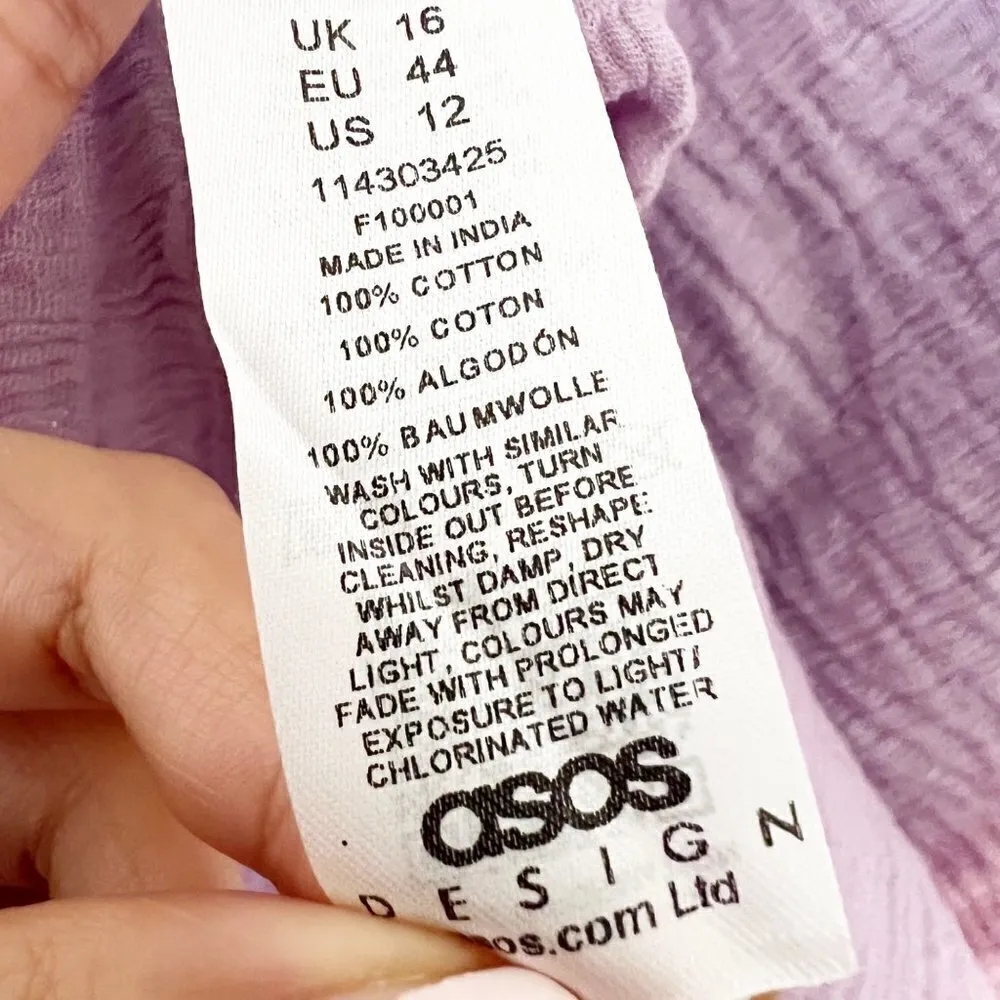 UK 16
EU 44
US 12
114303425
F100001
MADE IN INDIA
100% COTTON
100% COTON
100% ALGODÓN
100% BAUMWOLLE
WASH WITH SIMILAR
COLOURS, TURN
INSIDE OUT BEFORE
CLEANING, RESHAPE
WHILST DAMP, DRY
AWAY FROM DIRECT
LIGHT, COLOURS MAY
FADE WITH PROLONGED
EXPOSURE TO LIGHT/
CHLORINATED WATER
asos
DESIGN
os.com Ltd